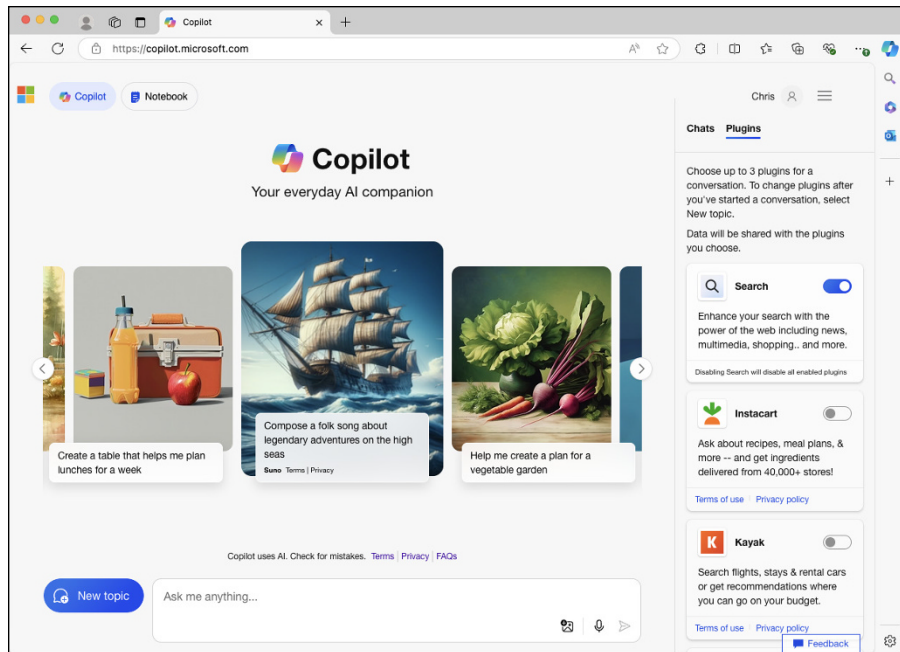 Copilot
https://copilot.microsoft.com
Copilot
Notebook
Chris
Copilot
Your everyday AI companion
Create a table that helps me plan
lunches for a week
Compose a folk song about
legendary adventures on the high
seas
Suno Terms | Privacy
Help me create a plan for a
vegetable garden
Copilot uses AI. Check for mistakes. Terms | Privacy | FAQs
New topic
Ask me anything...
Chats Plugins
Choose up to 3 plugins for a
conversation. To change plugins after
you've started a conversation, select
New topic.
Data will be shared with the plugins
you choose.
Search
Enhance your search with the
power of the web including news,
multimedia, shopping.. and more.
Disabling Search will disable all enabled plugins
Instacart
Ask about recipes, meal plans, &
more -- and get ingredients
delivered from 40,000+ stores!
Terms of use | Privacy policy
Kayak
Search flights, stays & rental cars
or get recommendations where
you can go on your budget.
Terms of use | Privacy policy
Feedback